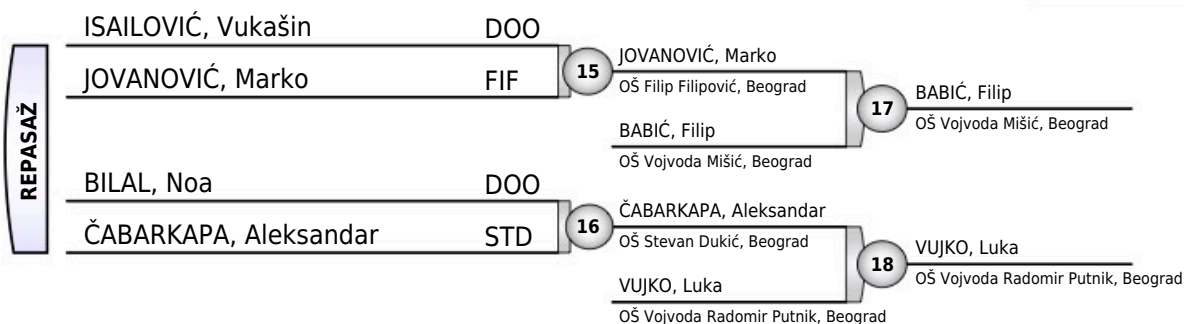 REPASAŽ
ISAILOVIĆ, Vukašin DOO
JOVANOVIĆ, Marko FIF
15
JOVANOVIĆ, Marko
OŠ Filip Filipović, Beograd
BABIĆ, Filip
OŠ Vojvoda Mišić, Beograd
17
BABIĆ, Filip
OŠ Vojvoda Mišić, Beograd
BILAL, Noa DOO
ČABARKAPA, Aleksandar STD
16
ČABARKAPA, Aleksandar
OŠ Stevan Dukić, Beograd
VUJKO, Luka
OŠ Vojvoda Radomir Putnik, Beograd
18
VUJKO, Luka
OŠ Vojvoda Radomir Putnik, Beograd